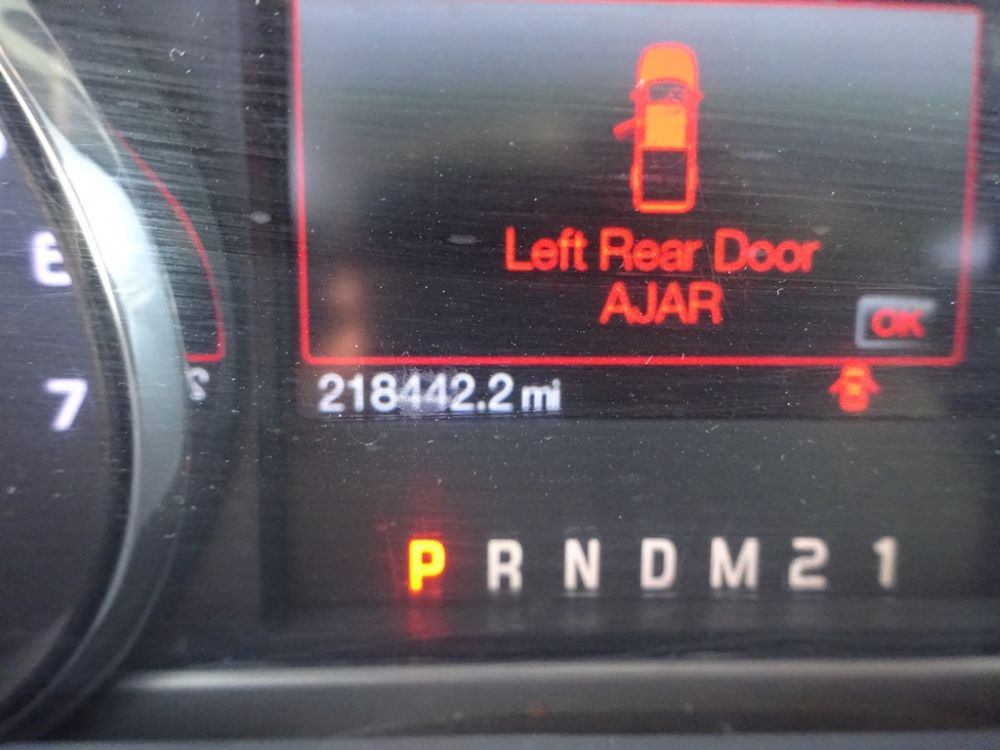 Left Rear Door
AJAR
OK
6
7
218442.2 mi
P R N D M 2 1